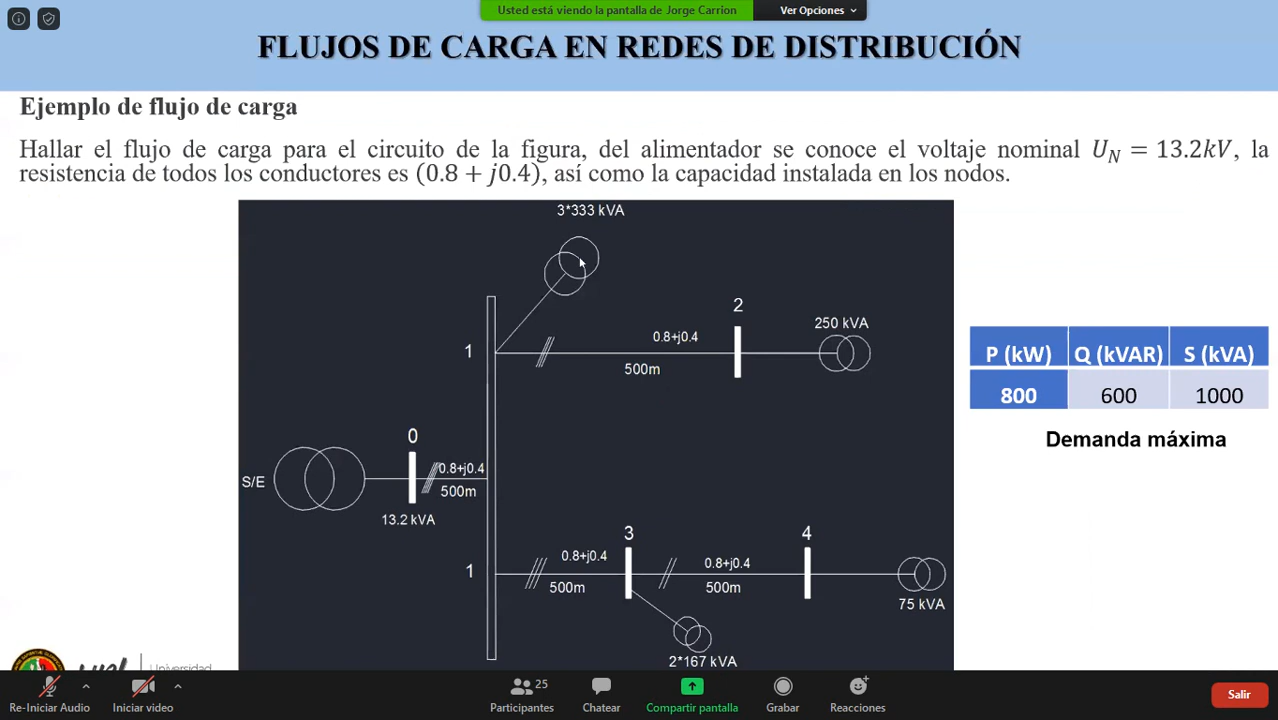 Usted está viendo la pantalla de Jorge Carrion
Ver Opciones
FLUJOS DE CARGA EN REDES DE DISTRIBUCIÓN
Ejemplo de flujo de carga
Hallar el flujo de carga para el circuito de la figura, del alimentador se conoce el voltaje nominal U_N = 13.2kV, la
resistencia de todos los conductores es (0.8 + j0.4), así como la capacidad instalada en los nodos.
3*333 kVA
2
0.8+j0.4
250 kVA
1
500m
P (kW) Q (kVAR) S (kVA)
800 600 1000
Demanda máxima
0
S/E
0.8+j0.4
500m
13.2 kVA
3
4
1
0.8+j0.4
500m
0.8+j0.4
500m
75 kVA
2*167 kVA
Universidad
Re-Iniciar Audio
Iniciar video
25
Participantes
Chatear
Compartir pantalla
Grabar
Reacciones
Salir